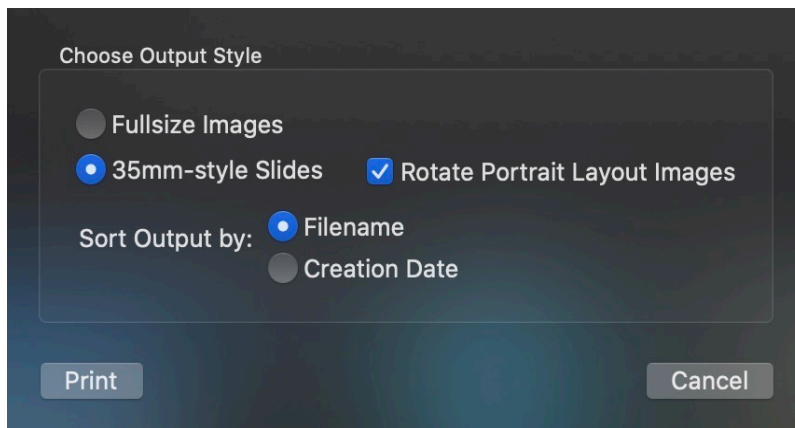 Choose Output Style
Fullsize Images
35mm-style Slides
Rotate Portrait Layout Images
Sort Output by:
Filename
Creation Date
Print
Cancel